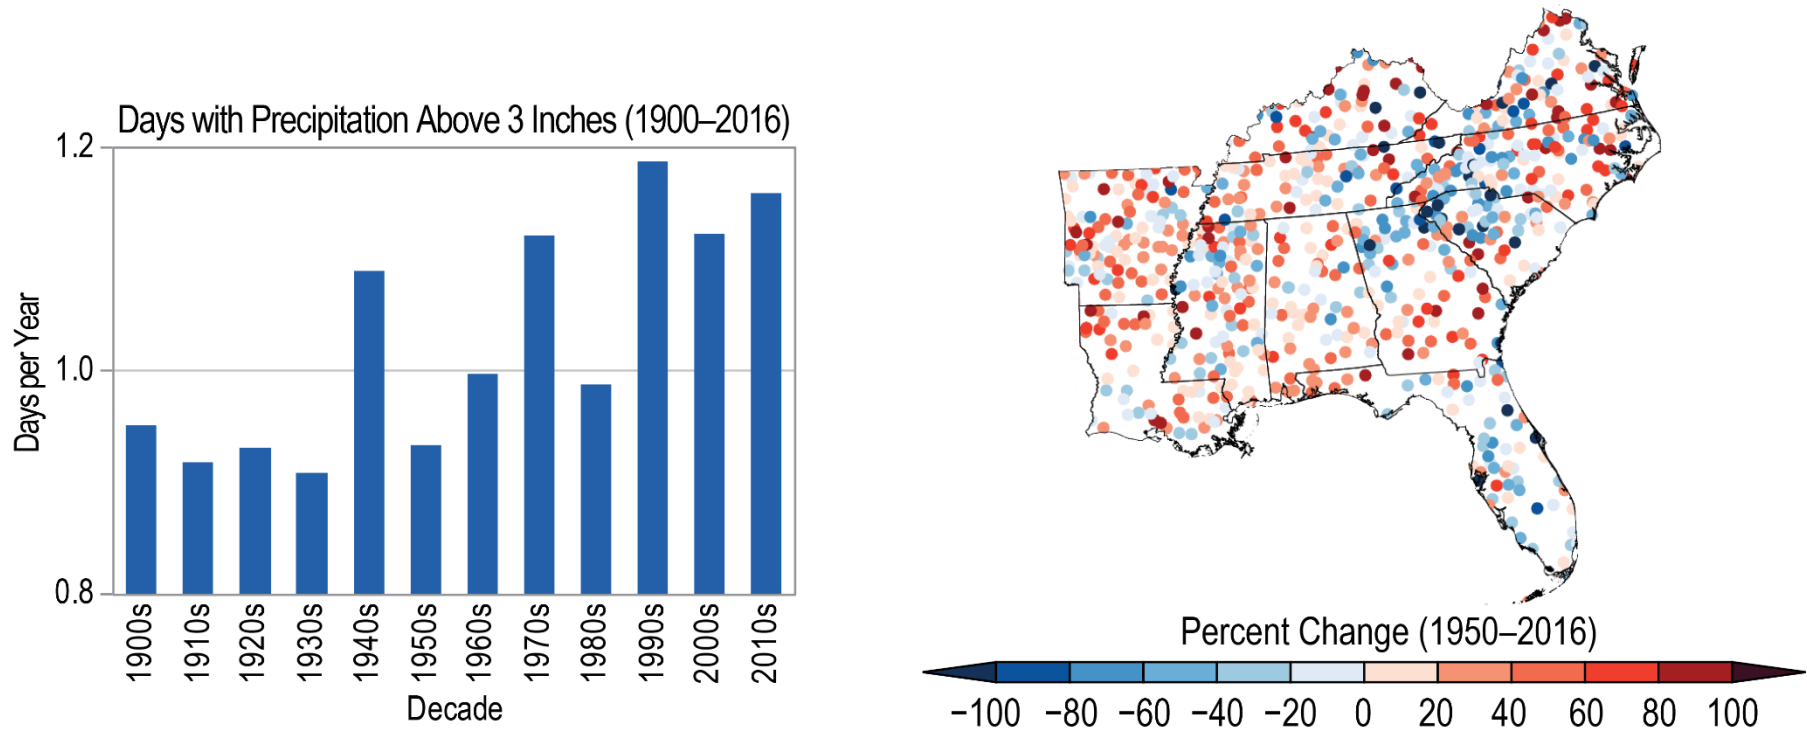 Days with Precipitation Above 3 Inches (1900–2016)
1.2
1.0
0.8
Days per Year
1900s
1910s
1920s
1930s
1940s
1950s
1960s
1970s
1980s
1990s
2000s
2010s
Decade
Percent Change (1950–2016)
−100 −80 −60 −40 −20 0 20 40 60 80 100